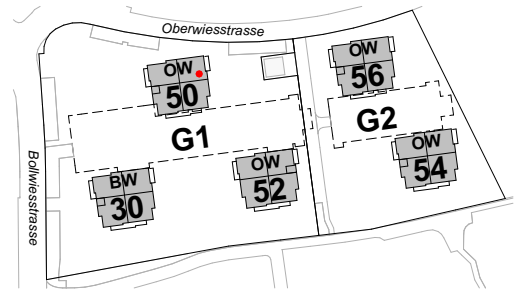 Oberwiesstrasse
OW
50
OW
56
G1
G2
Bollwiesstrasse
BW
30
OW
52
OW
54